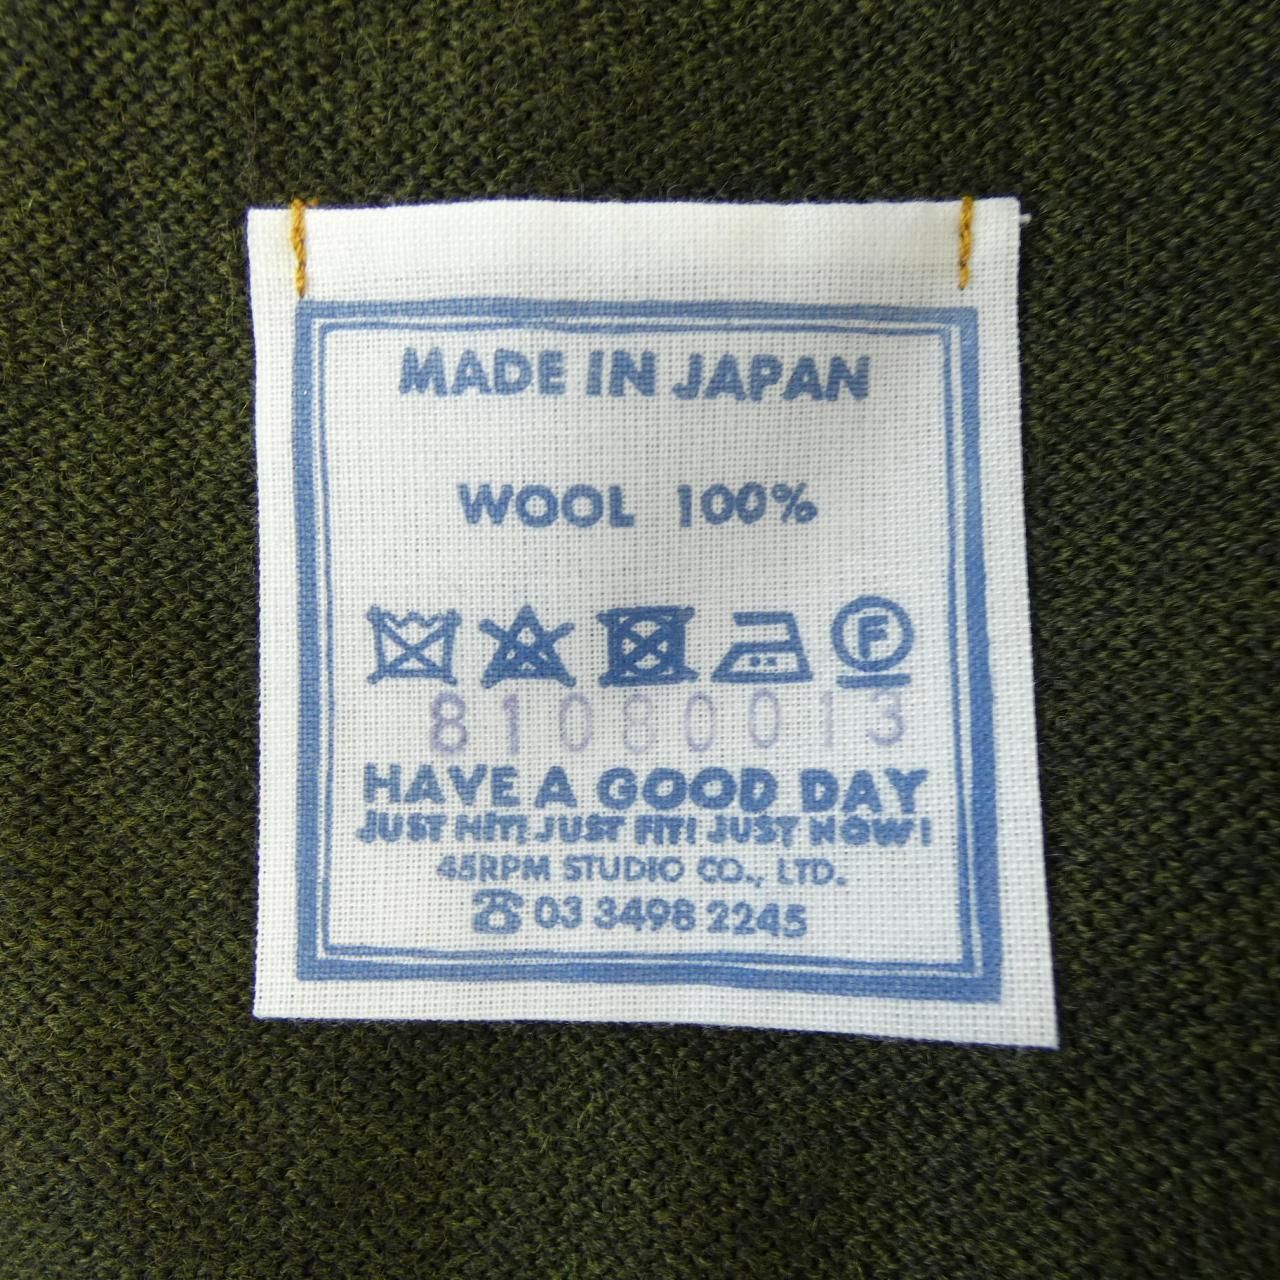 MADE IN JAPAN
WOOL 100%
F
81080013
HAVE A GOOD DAY
JUST HIT! JUST FIT! JUST NOW!
45RPM STUDIO CO., LTD.
☎ 03 3498 2245